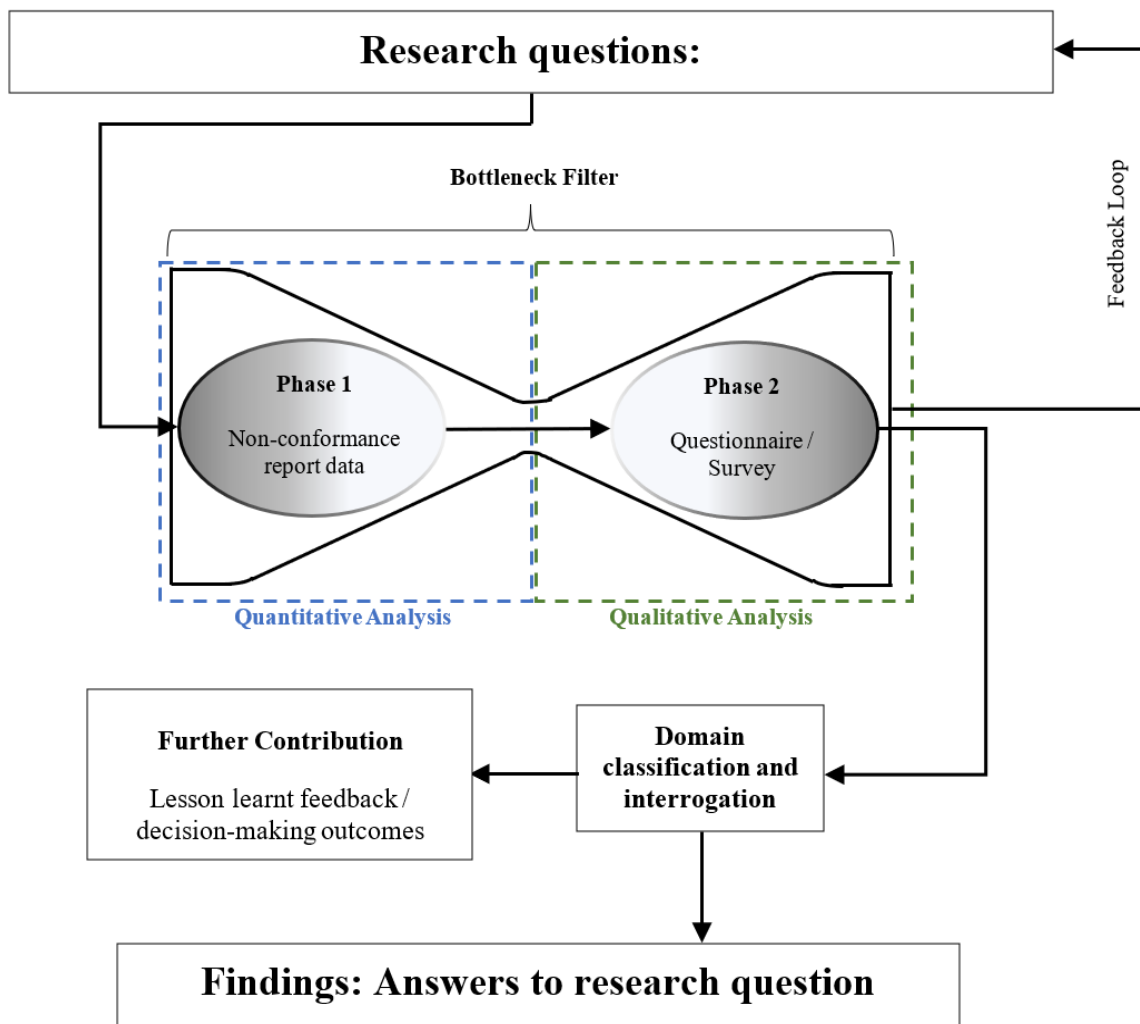 Research questions:
Bottleneck Filter
Feedback Loop
Phase 1
Non-conformance
report data
Phase 2
Questionnaire /
Survey
Quantitative Analysis
Qualitative Analysis
Further Contribution
Lesson learnt feedback /
decision-making outcomes
Domain
classification and
interrogation
Findings: Answers to research question